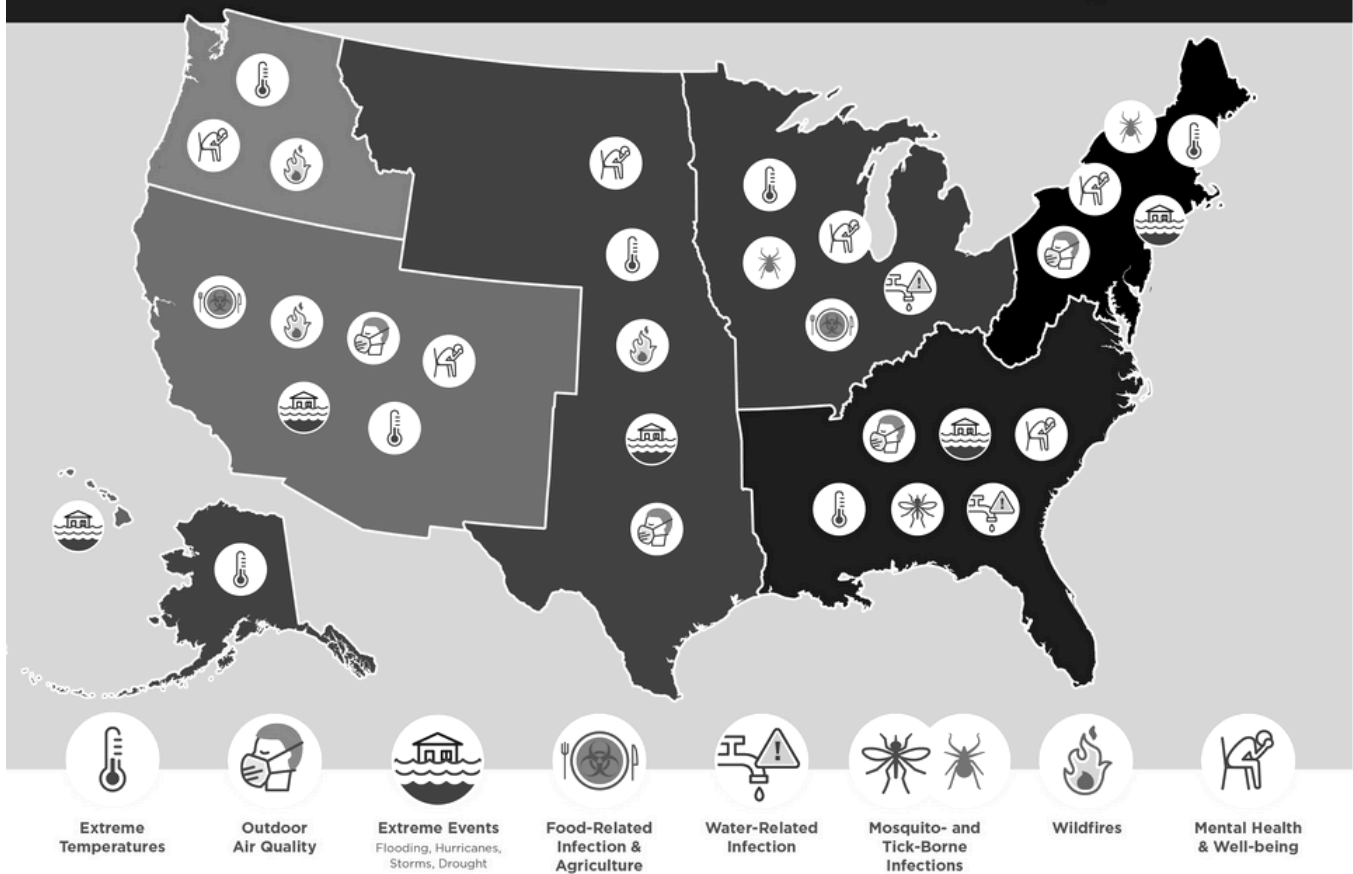 Extreme
Temperatures
Outdoor
Air Quality
Extreme Events
Flooding, Hurricanes,
Storms, Drought
Food-Related
Infection &
Agriculture
Water-Related
Infection
Mosquito- and
Tick-Borne
Infections
Wildfires
Mental Health
& Well-being